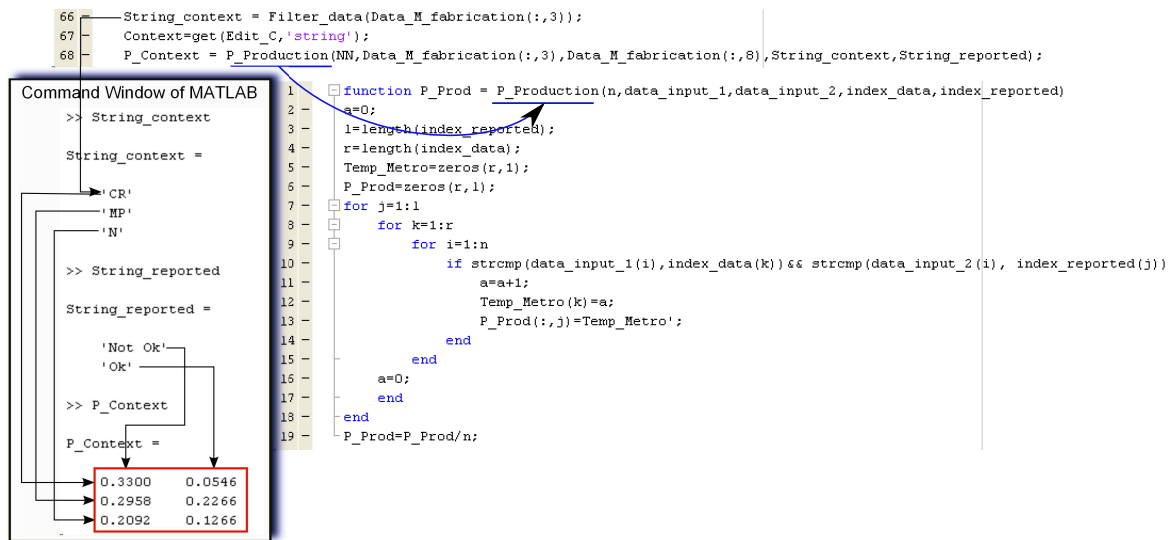 66 - String_context = Filter_data(Data_M_fabrication(:,3));
67 - Context=get(Edit_C,'string');
68 - P_Context = P_Production(NN,Data_M_fabrication(:,3),Data_M_fabrication(:,8),String_context,String_reported);
Command Window of MATLAB
>> String_context
String_context =
'CR'
'MP'
'N'
>> String_reported
String_reported =
'Not Ok'
'Ok'
>> P_Context
P_Context =
0.3300 0.0546
0.2958 0.2266
0.2092 0.1266
1 function P_Prod = P_Production(n,data_input_1,data_input_2,index_data,index_reported)
2 - a=0;
3 - l=length(index_reported);
4 - r=length(index_data);
5 - Temp_Metro=zeros(r,1);
6 - P_Prod=zeros(r,l);
7 - for j=1:l
8 - for k=1:r
9 - for i=1:n
10 - if strcmp(data_input_1(i),index_data(k))&& strcmp(data_input_2(i), index_reported(j))
11 - a=a+1;
12 - Temp_Metro(k)=a;
13 - P_Prod(:,j)=Temp_Metro';
14 - end
15 - end
16 - a=0;
17 - end
18 - end
19 - P_Prod=P_Prod/n;